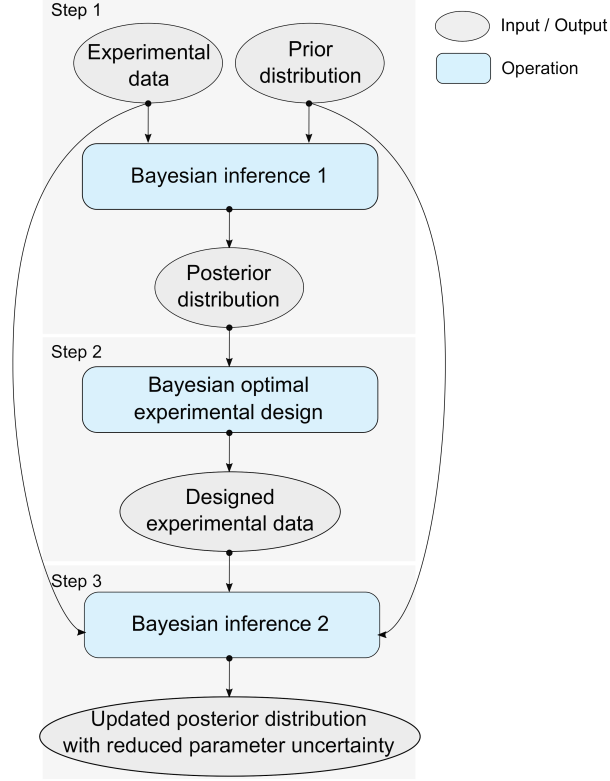 Step 1
Experimental
data
Prior
distribution
Input / Output
Operation
Bayesian inference 1
Posterior
distribution
Step 2
Bayesian optimal
experimental design
Designed
experimental data
Step 3
Bayesian inference 2
Updated posterior distribution
with reduced parameter uncertainty